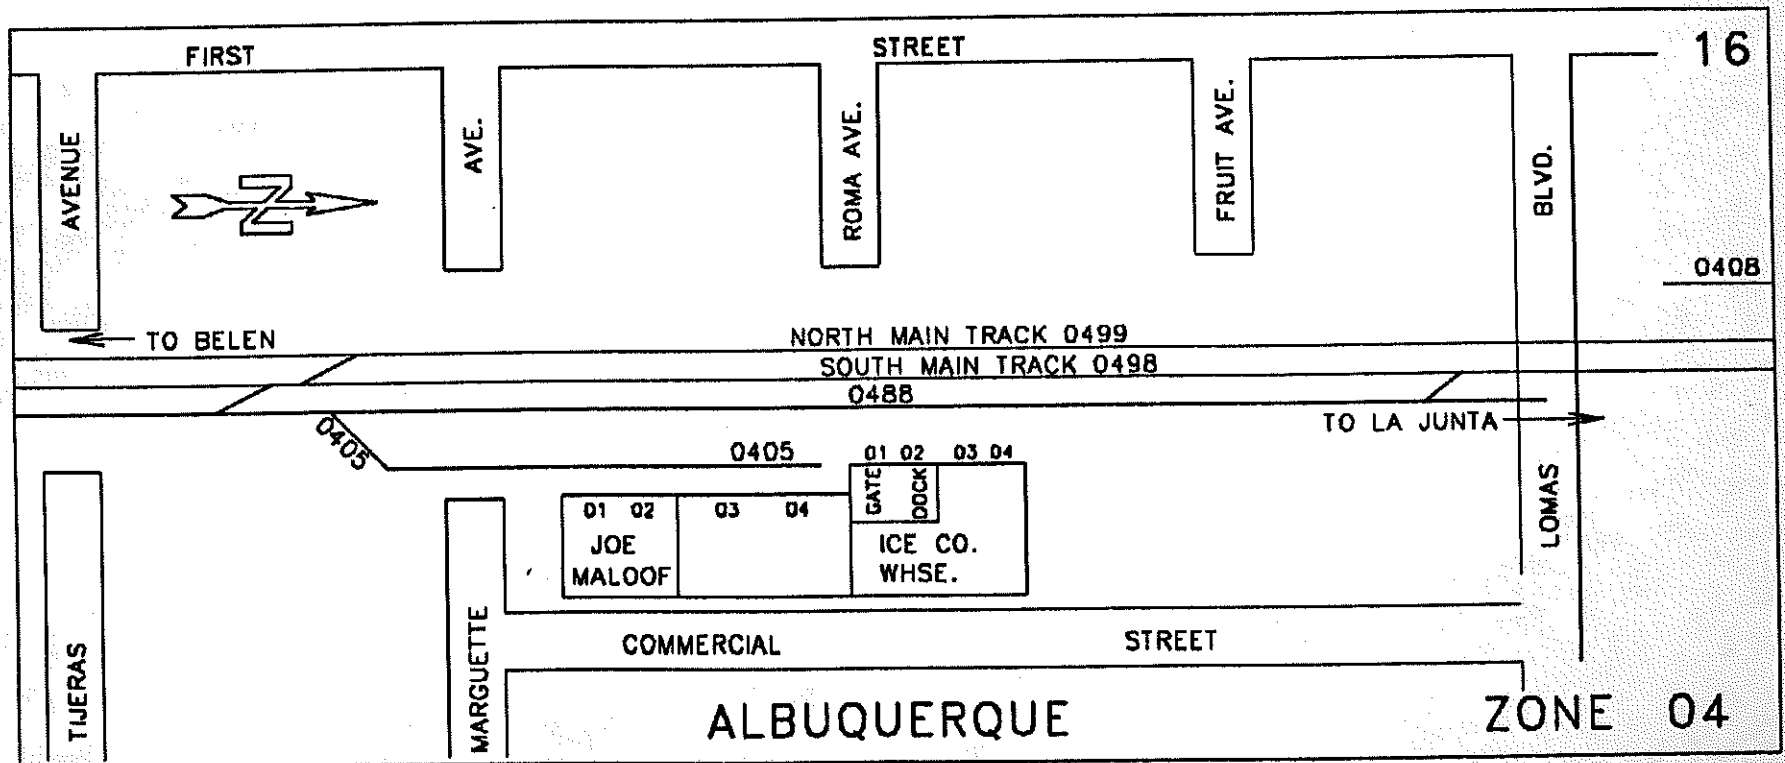 FIRST STREET
16
AVENUE
AVE.
ROMA AVE.
FRUIT AVE.
BLVD.
N
0408
TO BELEN
NORTH MAIN TRACK 0499
SOUTH MAIN TRACK 0498
0488
TO LA JUNTA
0405
0405
01 02 03 04
GATE
DOCK
01 02 03 04
JOE
MALOOF
ICE CO.
WHSE.
LOMAS
TIJERAS
MARGUETTE
COMMERCIAL STREET
ALBUQUERQUE
ZONE 04